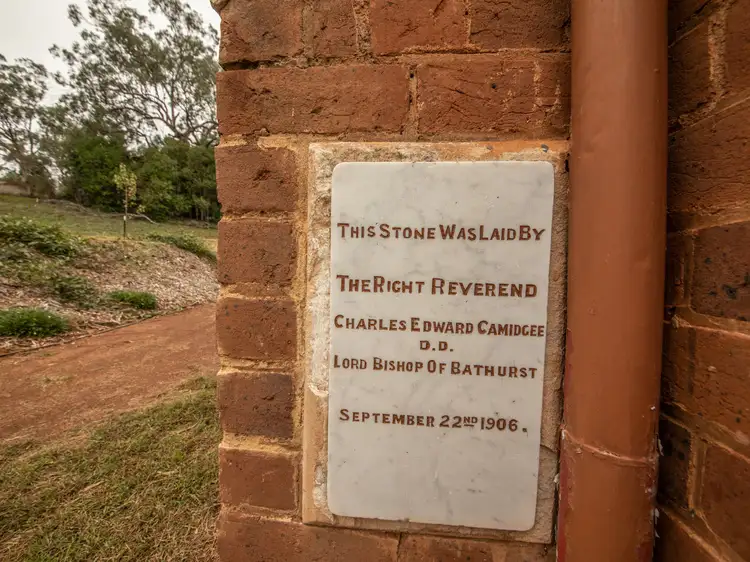 THIS STONE WAS LAID BY
THE RIGHT REVEREND
CHARLES EDWARD CAMIDGEE
D.D.
LORD BISHOP OF BATHURST
SEPTEMBER 22ND 1906.